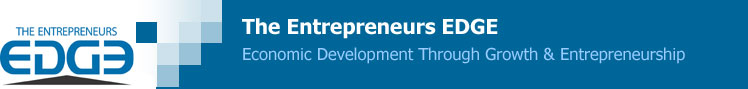 THE ENTREPRENEURS
EDGE
The Entrepreneurs EDGE
Economic Development Through Growth & Entrepreneurship